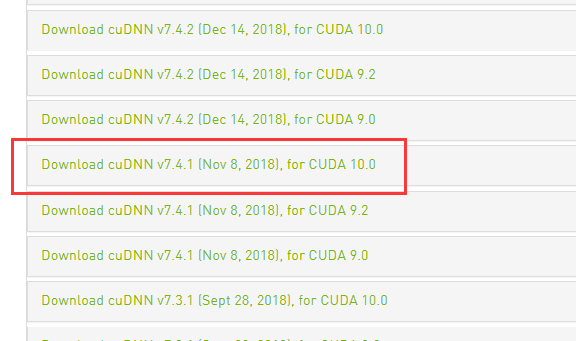 Download cuDNN v7.4.2 (Dec 14, 2018), for CUDA 10.0
Download cuDNN v7.4.2 (Dec 14, 2018), for CUDA 9.2
Download cuDNN v7.4.2 (Dec 14, 2018), for CUDA 9.0
Download cuDNN v7.4.1 (Nov 8, 2018), for CUDA 10.0
Download cuDNN v7.4.1 (Nov 8, 2018), for CUDA 9.2
Download cuDNN v7.4.1 (Nov 8, 2018), for CUDA 9.0
Download cuDNN v7.3.1 (Sept 28, 2018), for CUDA 10.0